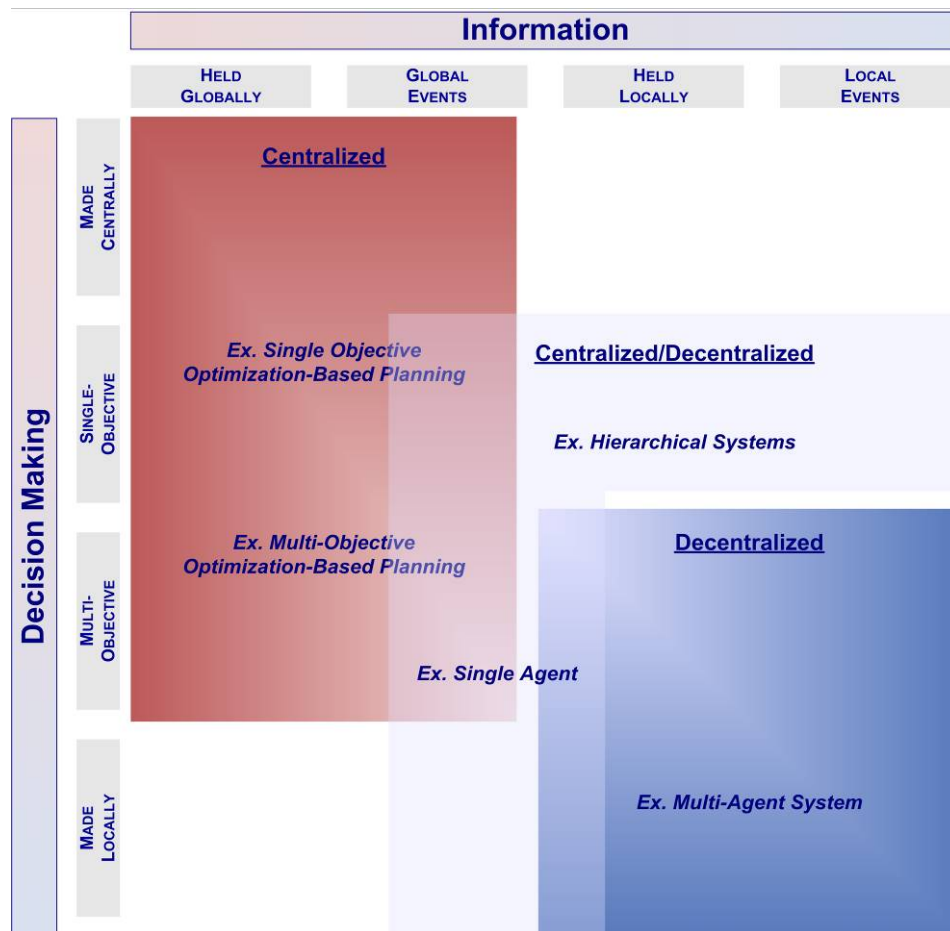 Information
HELD
GLOBALLY
GLOBAL
EVENTS
HELD
LOCALLY
LOCAL
EVENTS
Decision Making
MADE
CENTRALLY
SINGLE-
OBJECTIVE
MULTI-
OBJECTIVE
MADE
LOCALLY
Centralized
Ex. Single Objective
Optimization-Based Planning
Centralized/Decentralized
Ex. Hierarchical Systems
Ex. Multi-Objective
Optimization-Based Planning
Decentralized
Ex. Single Agent
Ex. Multi-Agent System